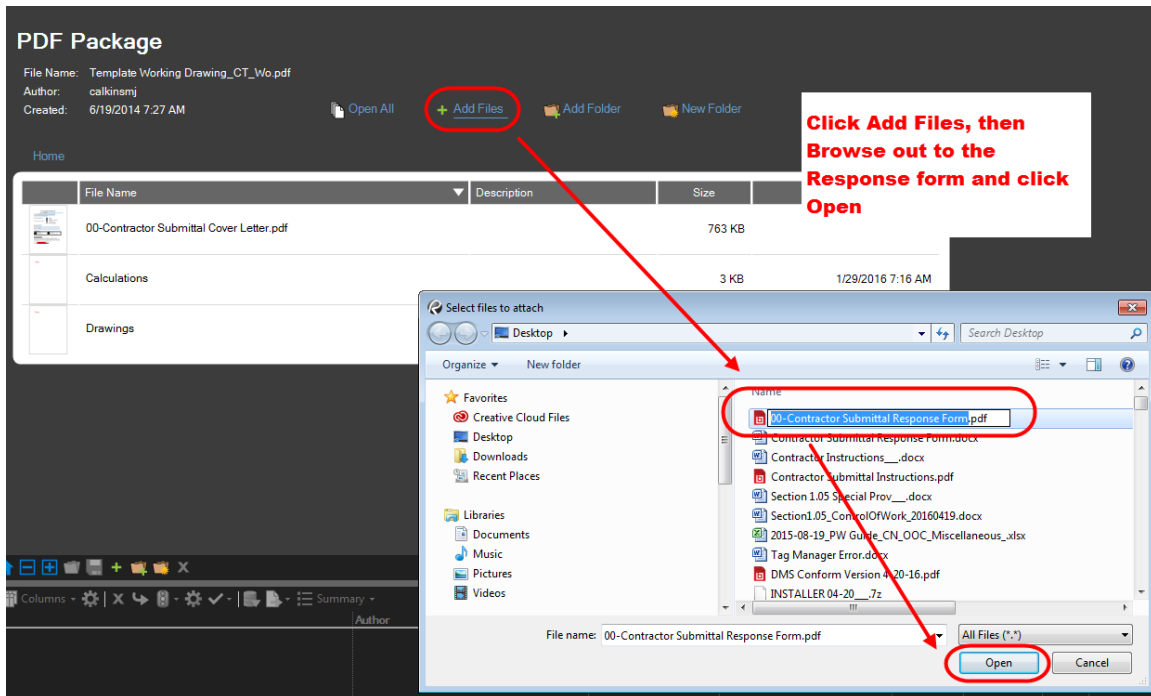 PDF Package
File Name: Template Working Drawing_CT_Wo.pdf
Author: calkinsmj
Created: 6/19/2014 7:27 AM
Open All
Add Files
Add Folder
New Folder
Click Add Files, then
Browse out to the
Response form and click
Open
Home
File Name Description Size
00-Contractor Submittal Cover Letter.pdf 763 KB
Calculations 3 KB 1/29/2016 7:16 AM
Drawings
Select files to attach
Desktop
Search Desktop
Organize New folder
Favorites
Creative Cloud Files
Desktop
Downloads
Recent Places
Libraries
Documents
Music
Pictures
Videos
Name
00-Contractor Submittal Response Form.pdf
Contractor Submittal Response Form.docx
Contractor Instructions__.docx
Contractor Submittal Instructions.pdf
Section 1.05 Special Prov__.docx
Section1.05_ControlOfWork_20160419.docx
2015-08-19_PW Guide_CN_OOC_Miscellaneous_.xlsx
Tag Manager Error.docx
DMS Conform Version 4-20-16.pdf
INSTALLER 04-20__.7z
File name: 00-Contractor Submittal Response Form.pdf
All Files (*.*)
Open Cancel
Columns
Summary
Author